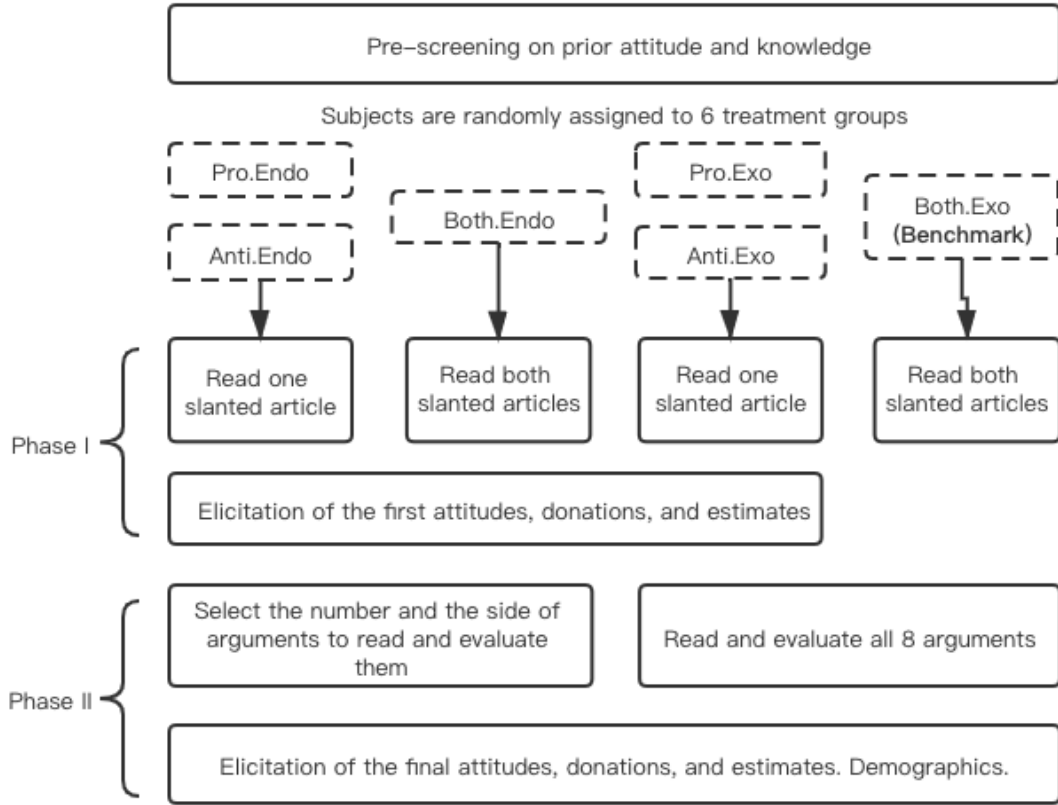 Pre-screening on prior attitude and knowledge
Subjects are randomly assigned to 6 treatment groups
Pro.Endo
Anti.Endo
Both.Endo
Pro.Exo
Anti.Exo
Both.Exo
(Benchmark)
Phase I
Read one
slanted article
Read both
slanted articles
Read one
slanted article
Read both
slanted articles
Elicitation of the first attitudes, donations, and estimates
Phase II
Select the number and the side of
arguments to read and evaluate
them
Read and evaluate all 8 arguments
Elicitation of the final attitudes, donations, and estimates. Demographics.